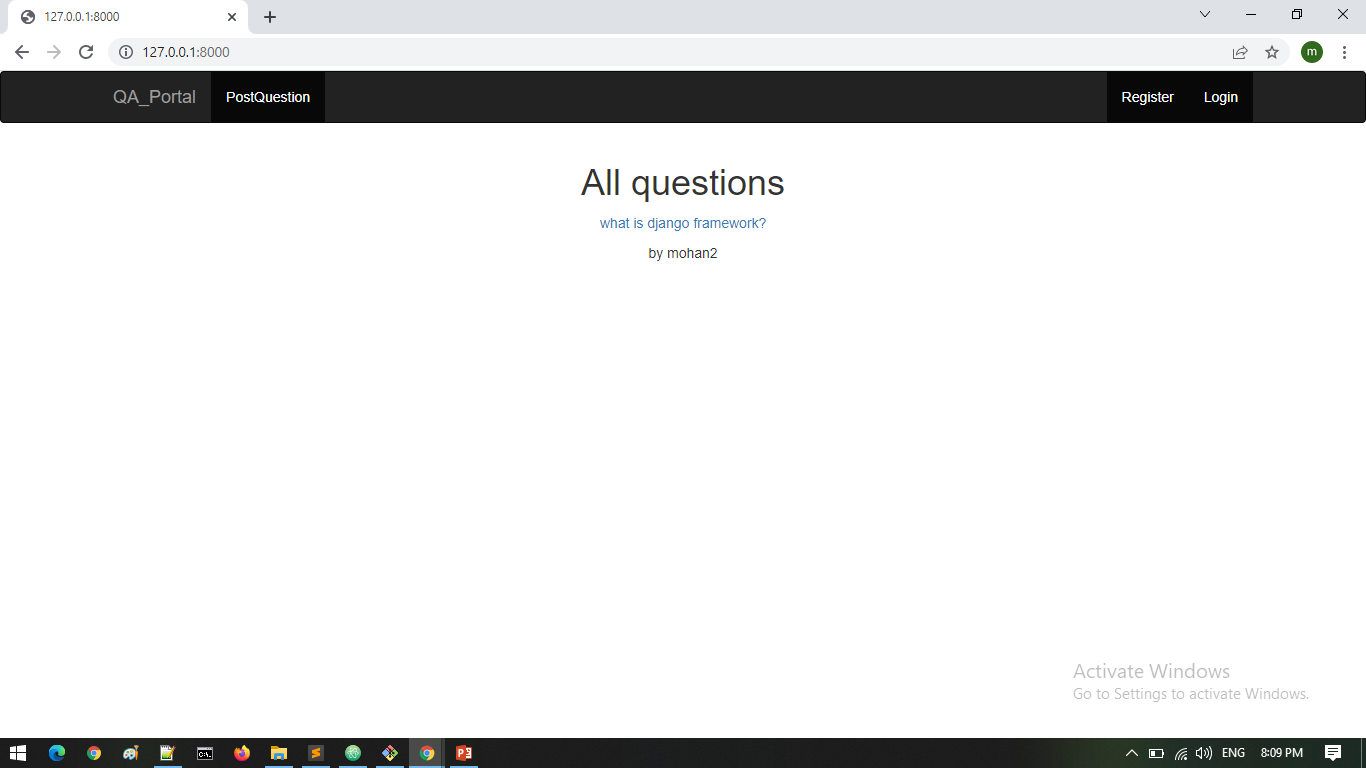 127.0.0.1:8000
127.0.0.1:8000
m
QA_Portal PostQuestion Register Login
All questions
what is django framework?
by mohan2
Activate Windows
Go to Settings to activate Windows.
ENG 8:09 PM